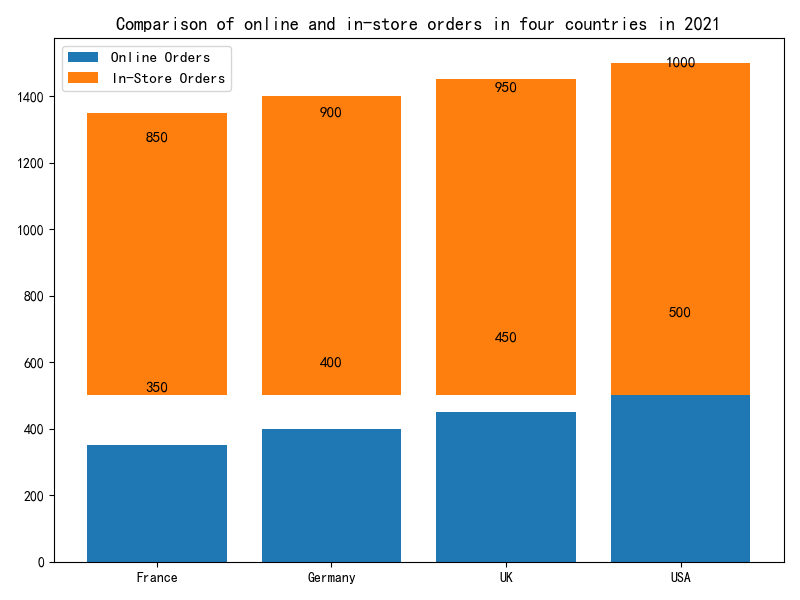 Comparison of online and in-store orders in four countries in 2021
Online Orders
In-Store Orders
1400
1200
1000
800
600
400
200
0
850
900
950
1000
350
400
450
500
France
Germany
UK
USA